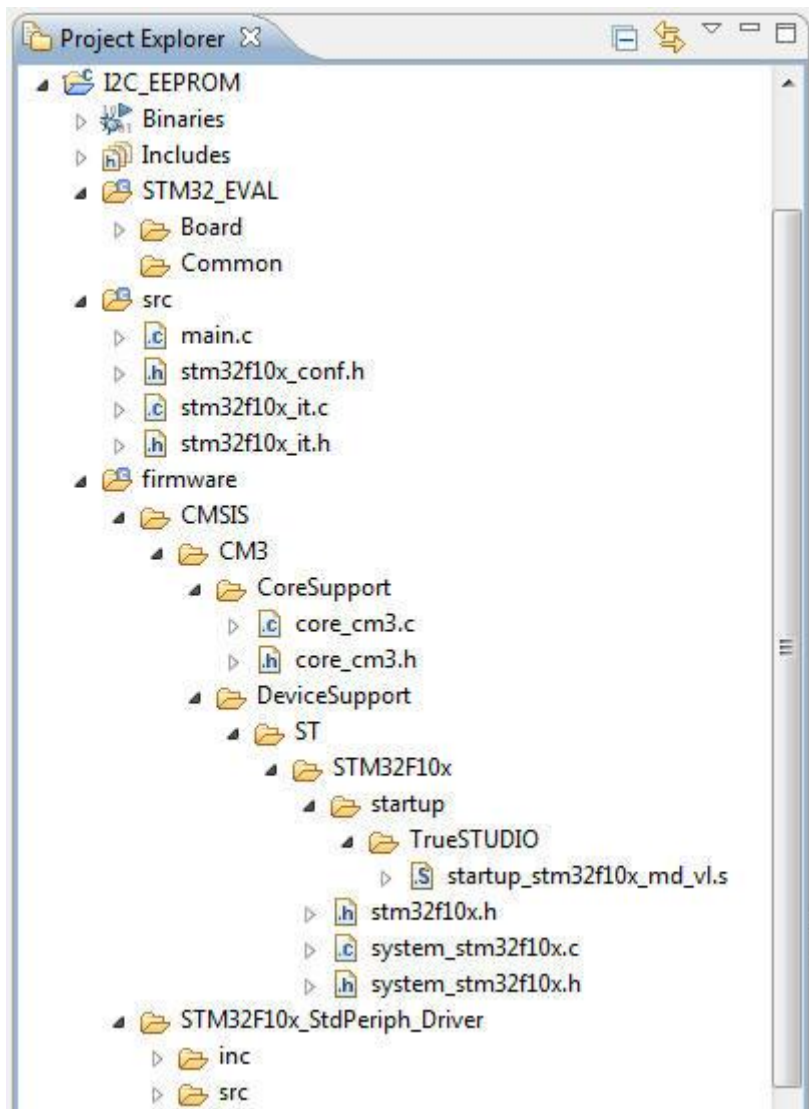 Project Explorer
I2C_EEPROM
Binaries
Includes
STM32_EVAL
Board
Common
src
main.c
stm32f10x_conf.h
stm32f10x_it.c
stm32f10x_it.h
firmware
CMSIS
CM3
CoreSupport
core_cm3.c
core_cm3.h
DeviceSupport
ST
STM32F10x
startup
TrueSTUDIO
startup_stm32f10x_md_vl.s
stm32f10x.h
system_stm32f10x.c
system_stm32f10x.h
STM32F10x_StdPeriph_Driver
inc
src